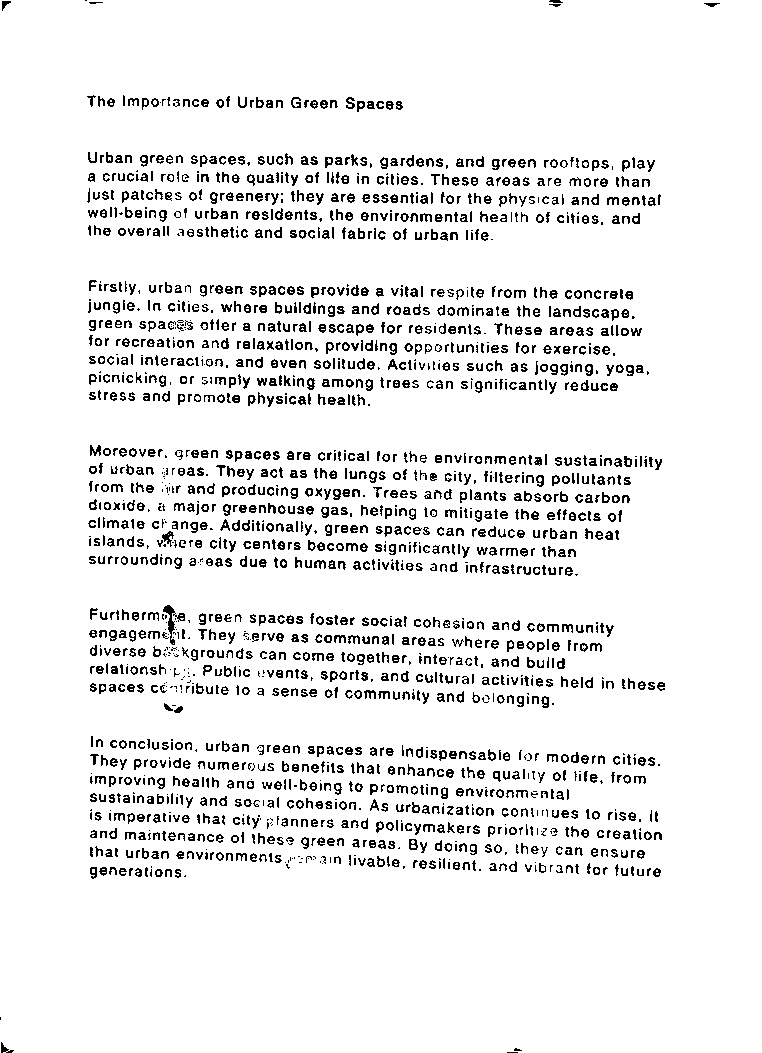 The Importance of Urban Green Spaces
Urban green spaces, such as parks, gardens, and green rooftops, play
a crucial role in the quality of life in cities. These areas are more than
just patches of greenery; they are essential for the physical and mental
well-being of urban residents, the environmental health of cities, and
the overall aesthetic and social fabric of urban life.
Firstly, urban green spaces provide a vital respite from the concrete
jungle. In cities, where buildings and roads dominate the landscape,
green spaces offer a natural escape for residents. These areas allow
for recreation and relaxation, providing opportunities for exercise,
social interaction, and even solitude. Activities such as jogging, yoga,
picnicking, or simply walking among trees can significantly reduce
stress and promote physical health.
Moreover, green spaces are critical for the environmental sustainability
of urban areas. They act as the lungs of the city, filtering pollutants
from the air and producing oxygen. Trees and plants absorb carbon
dioxide, a major greenhouse gas, helping to mitigate the effects of
climate change. Additionally, green spaces can reduce urban heat
islands, where city centers become significantly warmer than
surrounding areas due to human activities and infrastructure.
Furthermore, green spaces foster social cohesion and community
engagement. They serve as communal areas where people from
diverse backgrounds can come together, interact, and build
relationships. Public events, sports, and cultural activities held in these
spaces contribute to a sense of community and belonging.
In conclusion, urban green spaces are indispensable for modern cities.
They provide numerous benefits that enhance the quality of life, from
improving health and well-being to promoting environmental
sustainability and social cohesion. As urbanization continues to rise, it
is imperative that city planners and policymakers prioritize the creation
and maintenance of these green areas. By doing so, they can ensure
that urban environments remain livable, resilient, and vibrant for future
generations.